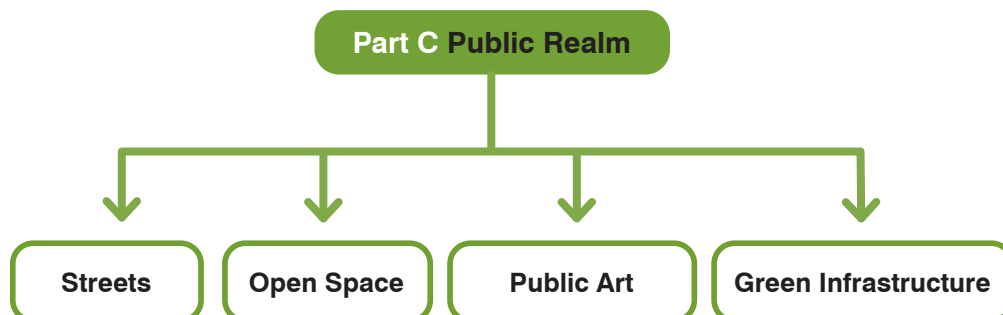 Part C Public Realm
Streets
Open Space
Public Art
Green Infrastructure